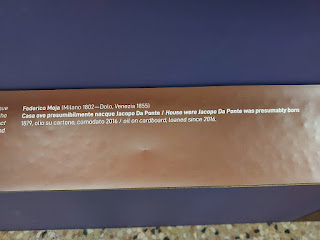 Federico Moja (Milano 1802—Dolo, Venezia 1855)
Casa ove presumibilmente nacque Jacopo Da Ponte / House were Jacopo Da Ponte was presumably born
1879, olio su cartone, comodato 2016 / oil on cardboard, loaned since 2016.